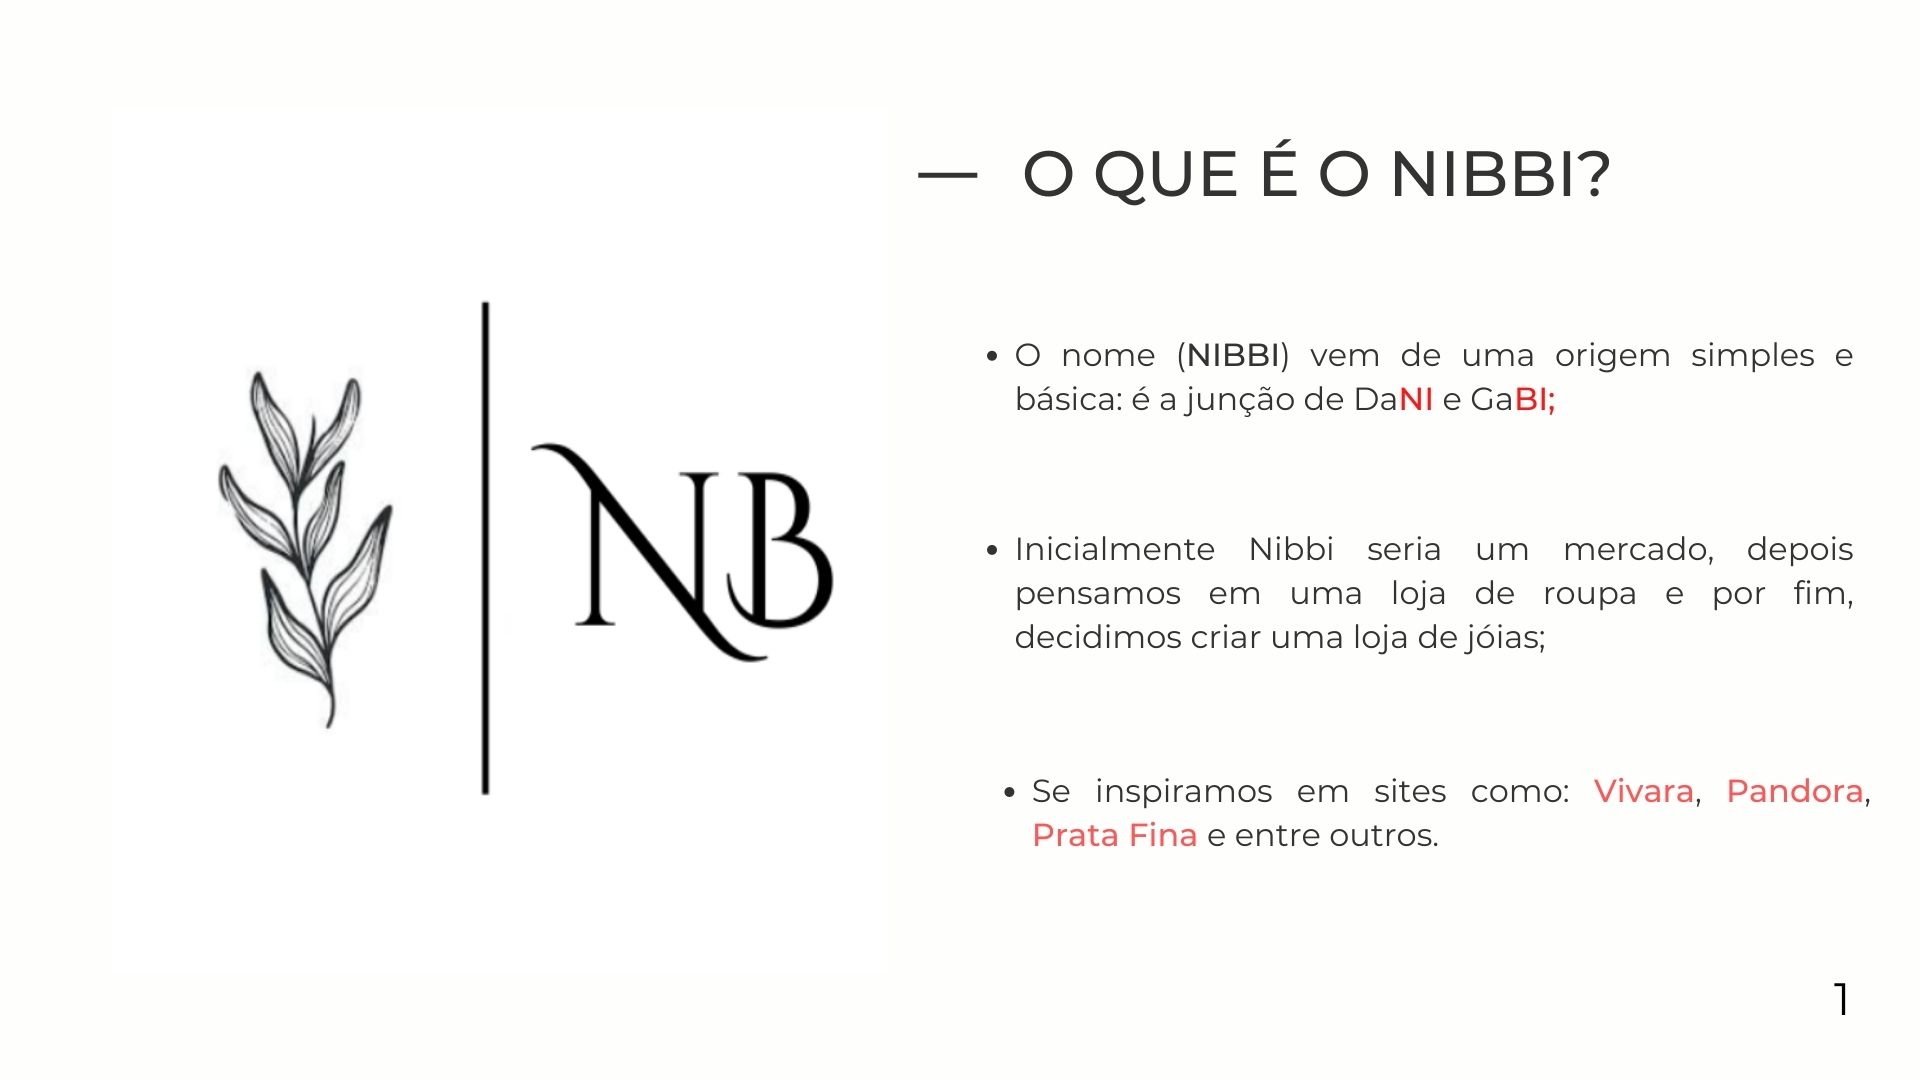 NB
— O QUE É O NIBBI?
• O nome (NIBBI) vem de uma origem simples e
básica: é a junção de DaNI e GaBI;
• Inicialmente Nibbi seria um mercado, depois
pensamos em uma loja de roupa e por fim,
decidimos criar uma loja de jóias;
• Se inspiramos em sites como: Vivara, Pandora,
Prata Fina e entre outros.
1